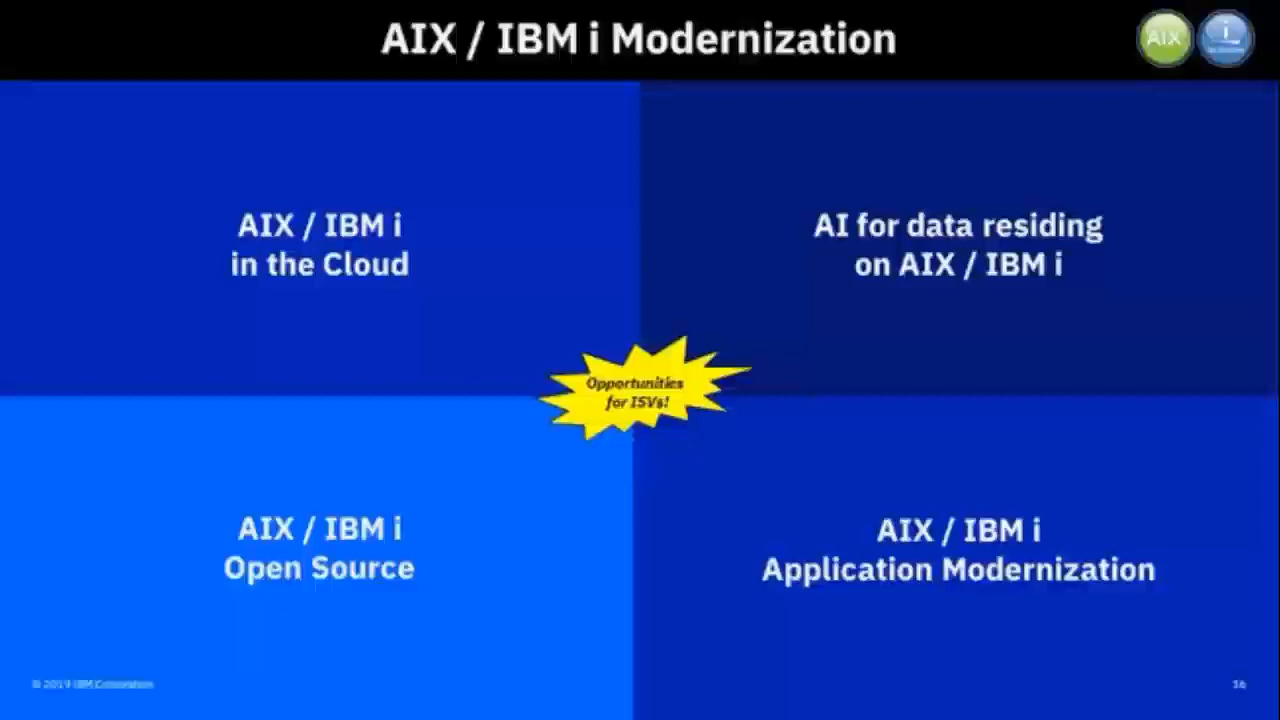 AIX / IBM i Modernization
AIX
i
AIX / IBM i
in the Cloud
AI for data residing
on AIX / IBM i
Opportunities
for ISVs!
AIX / IBM i
Open Source
AIX / IBM i
Application Modernization
© 2019 IBM Corporation